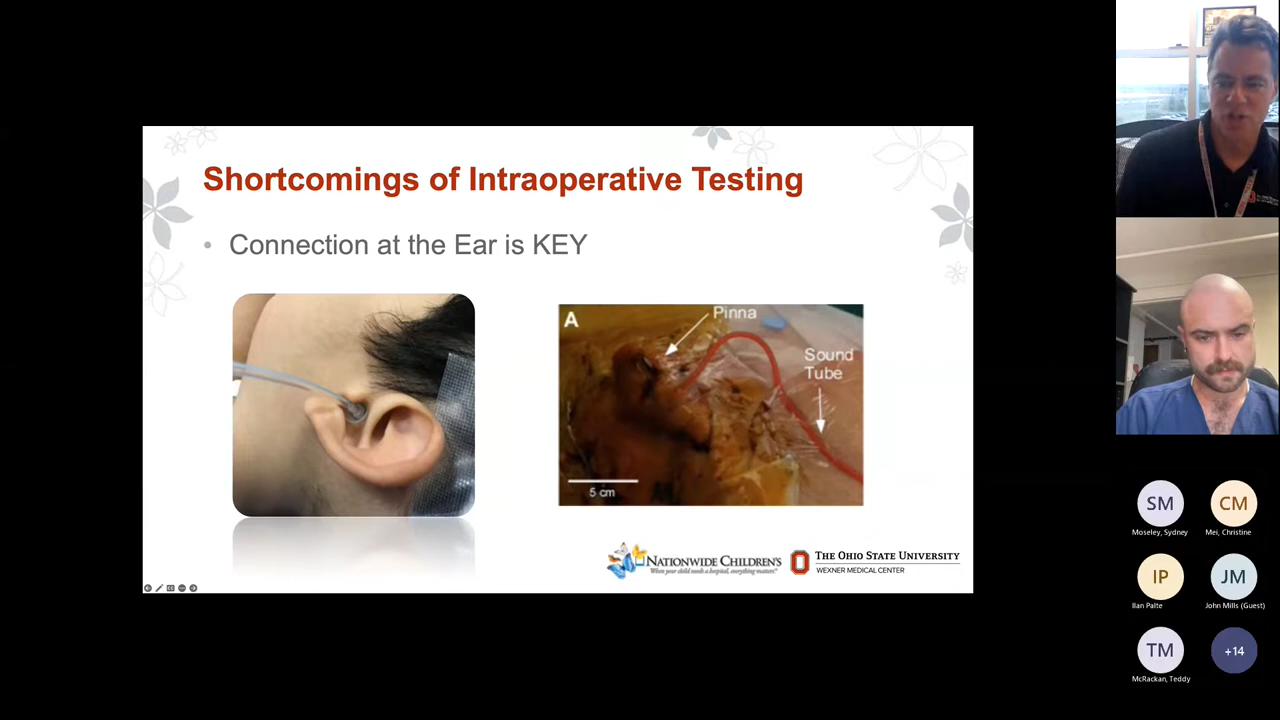 Shortcomings of Intraoperative Testing
• Connection at the Ear is KEY
A
Pinna
Sound
Tube
5 cm
NATIONWIDE CHILDREN'S
When your child needs a hospital, everything matters.
THE OHIO STATE UNIVERSITY
WEXNER MEDICAL CENTER
SM
CM
Moseley, Sydney
Mei, Christine
IP
JM
Ilan Palte
John Mills (Guest)
TM
+14
McRackan, Teddy